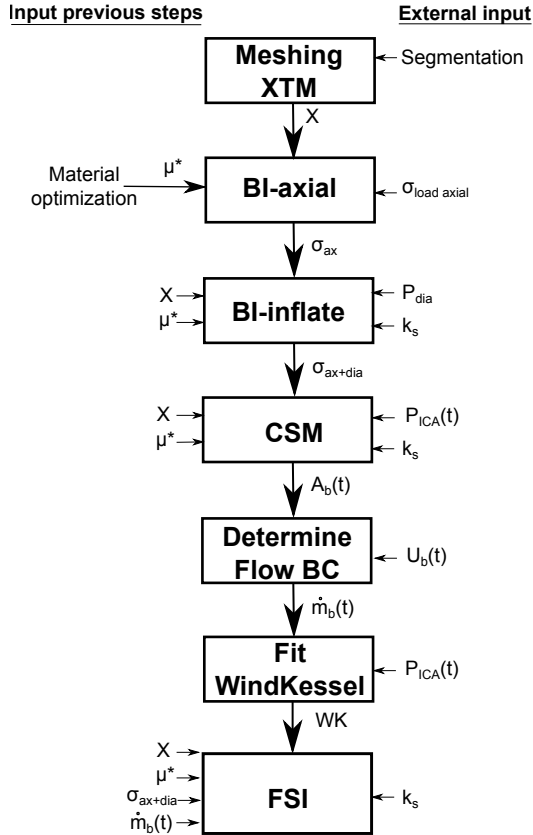 Input previous steps
External input
Meshing
XTM
Segmentation
X
Material
optimization
μ*
BI-axial
σload axial
σax
X
μ*
BI-inflate
Pdia
ks
σax+dia
X
μ*
CSM
PICA(t)
ks
Ab(t)
Determine
Flow BC
Ub(t)
ṁb(t)
Fit
WindKessel
PICA(t)
WK
X
μ*
σax+dia
ṁb(t)
FSI
ks